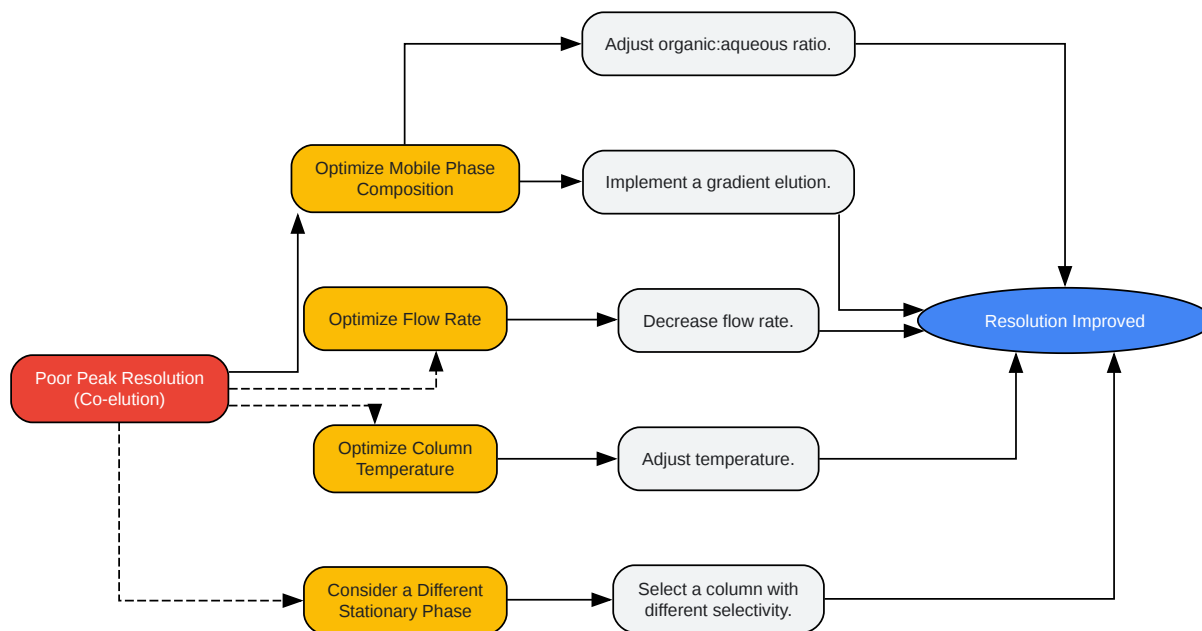 Adjust organic:aqueous ratio.
Optimize Mobile Phase
Composition
Implement a gradient elution.
Optimize Flow Rate
Decrease flow rate.
Resolution Improved
Poor Peak Resolution
(Co-elution)
Optimize Column
Temperature
Adjust temperature.
Consider a Different
Stationary Phase
Select a column with
different selectivity.